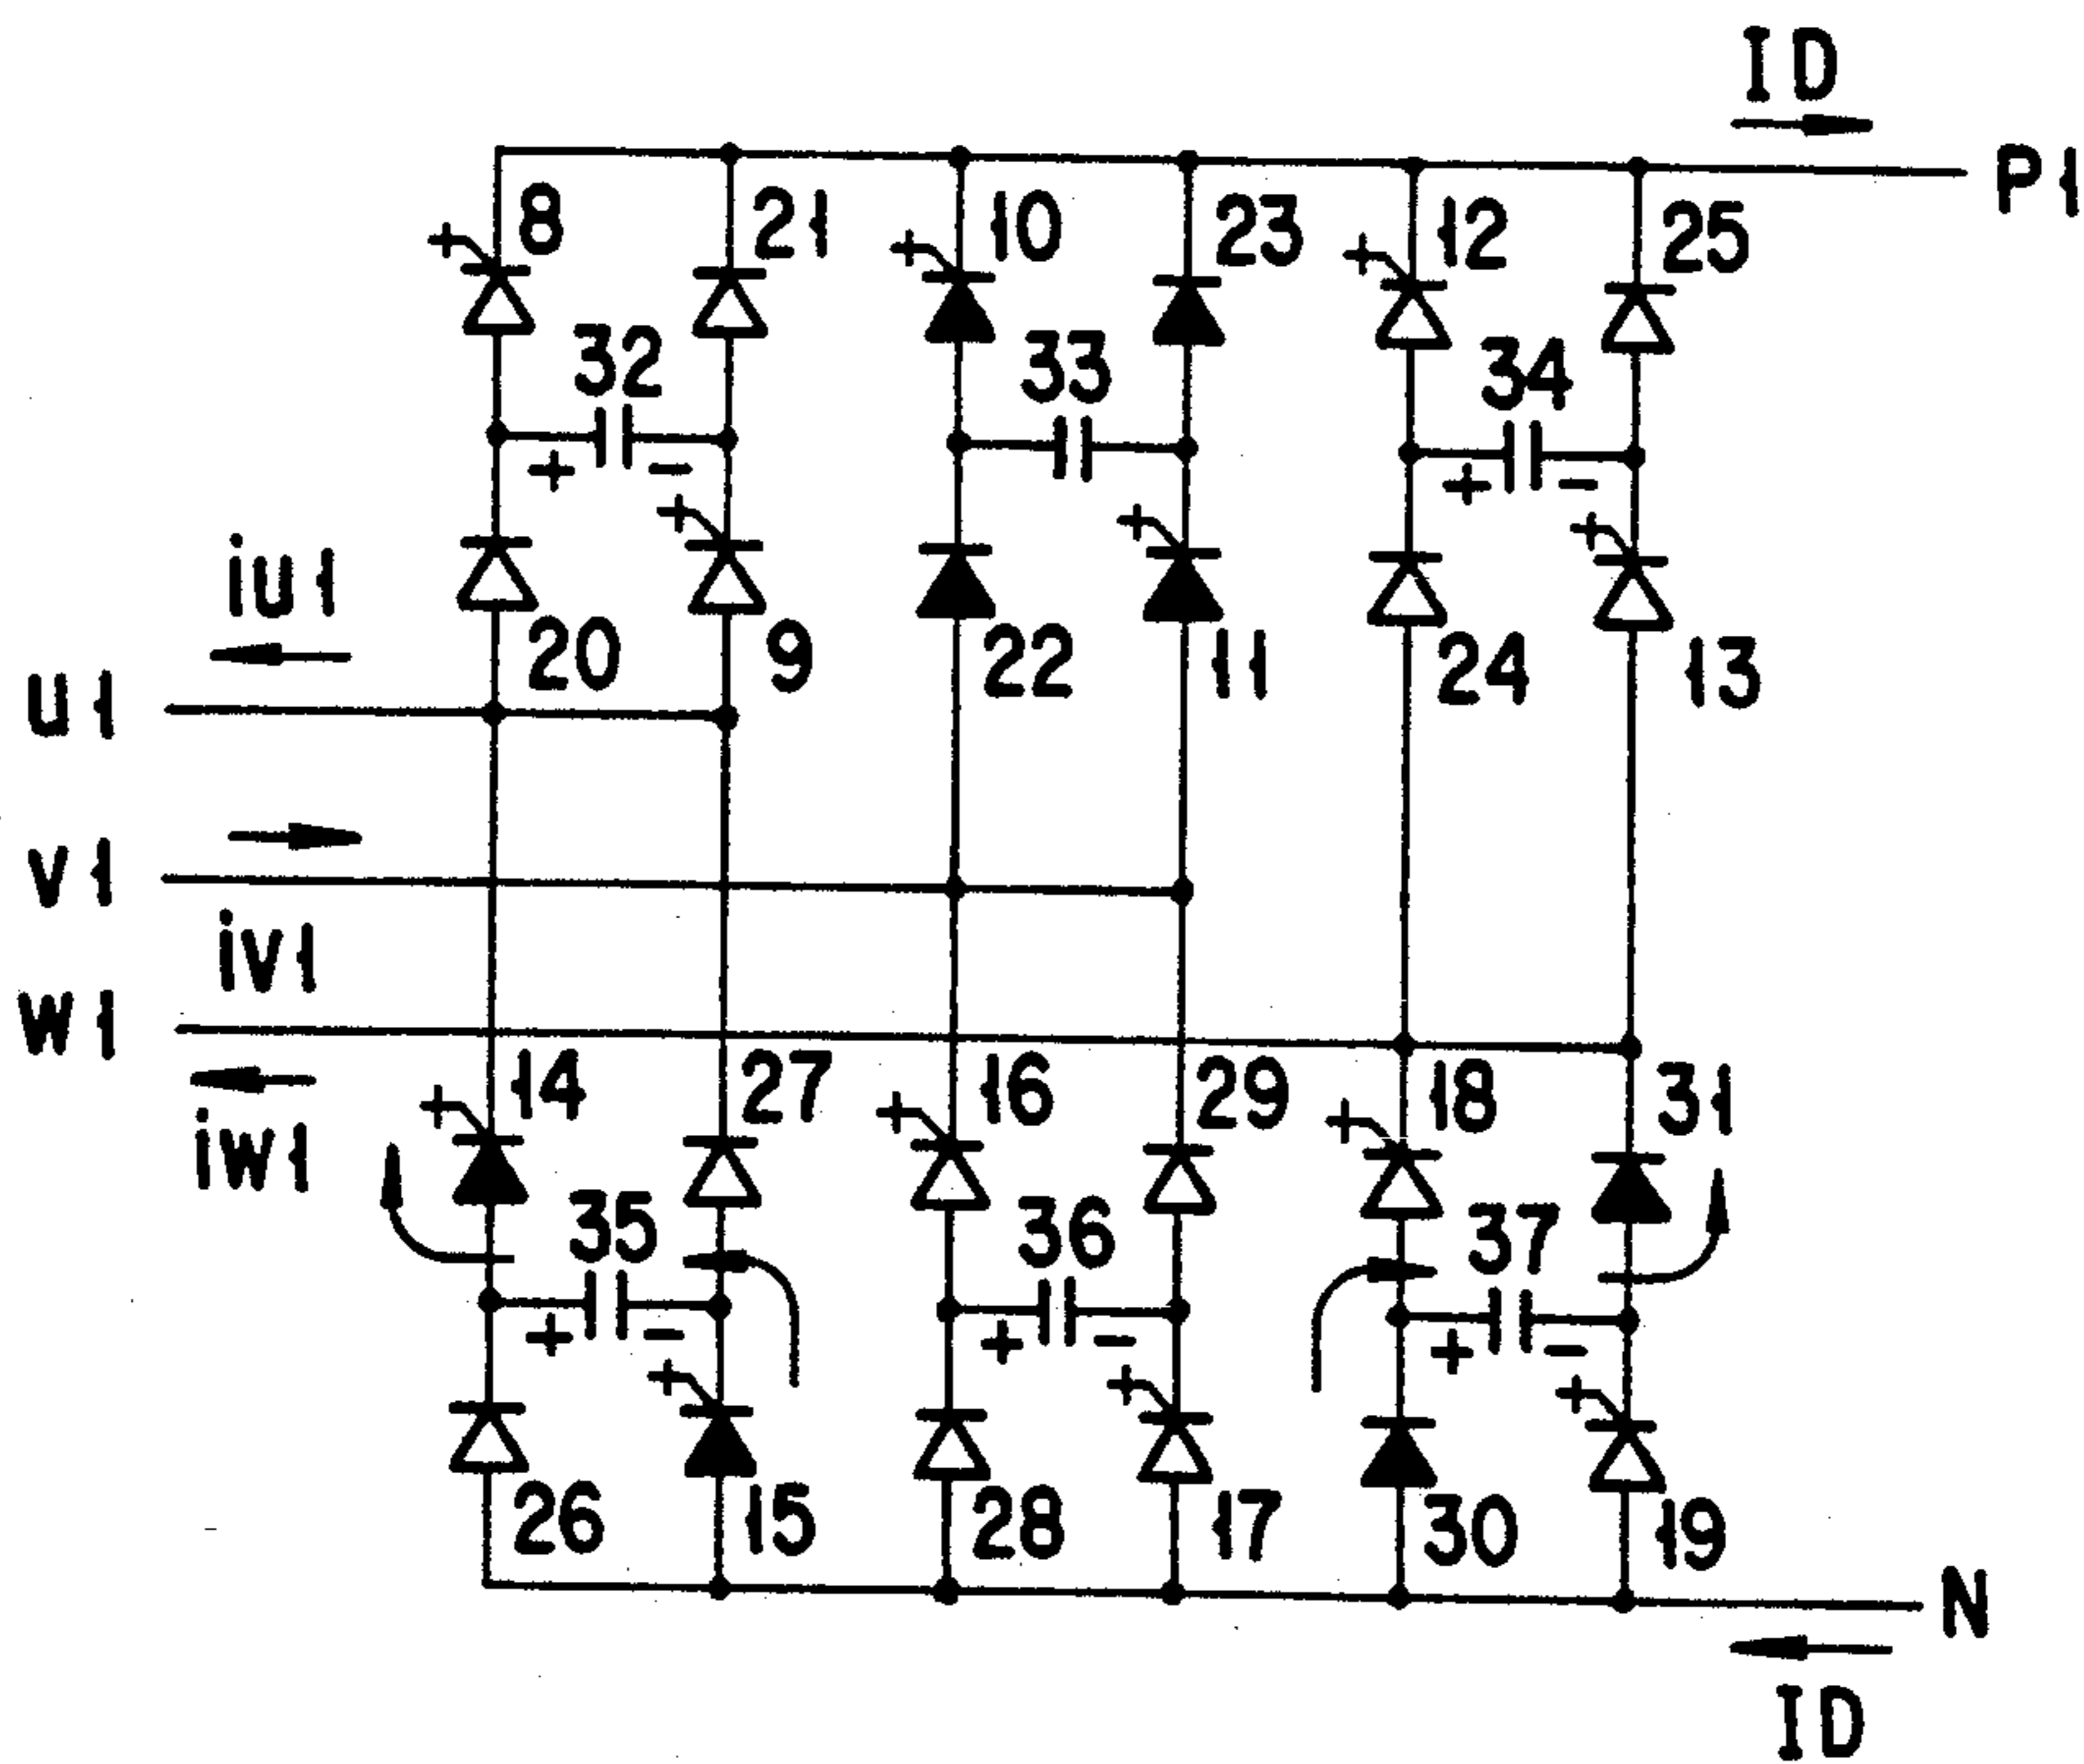 ID
P1
8 21 10 23 12 25
32 33 34
+ - + -
iu1
20 9 22 11 24 13
u1
v1
iv1
w1
iw1
14 27 16 29 18 31
35 36 37
+ - + - + -
26 15 28 17 30 19
N
ID